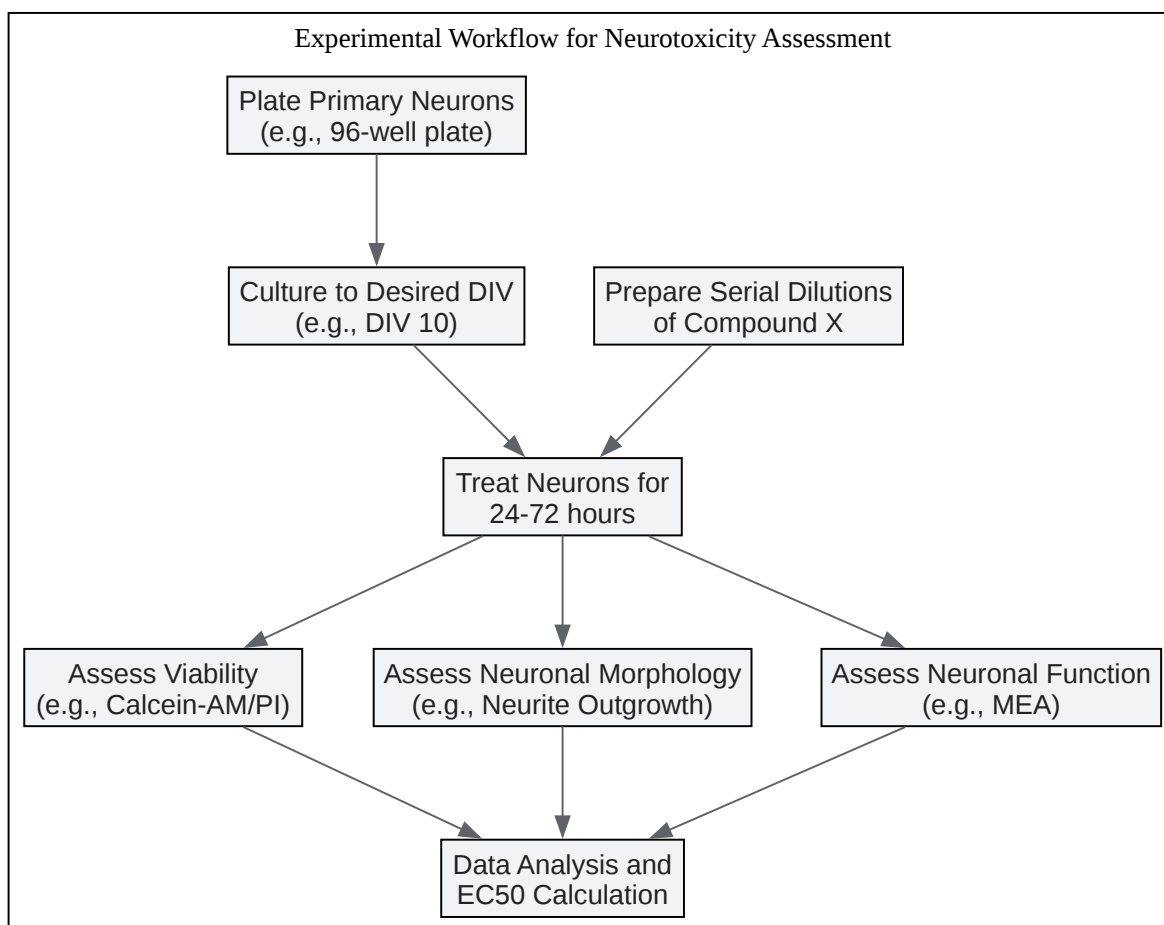 Experimental Workflow for Neurotoxicity Assessment
Plate Primary Neurons
(e.g., 96-well plate)
Culture to Desired DIV
(e.g., DIV 10)
Prepare Serial Dilutions
of Compound X
Treat Neurons for
24-72 hours
Assess Viability
(e.g., Calcein-AM/PI)
Assess Neuronal Morphology
(e.g., Neurite Outgrowth)
Assess Neuronal Function
(e.g., MEA)
Data Analysis and
EC50 Calculation